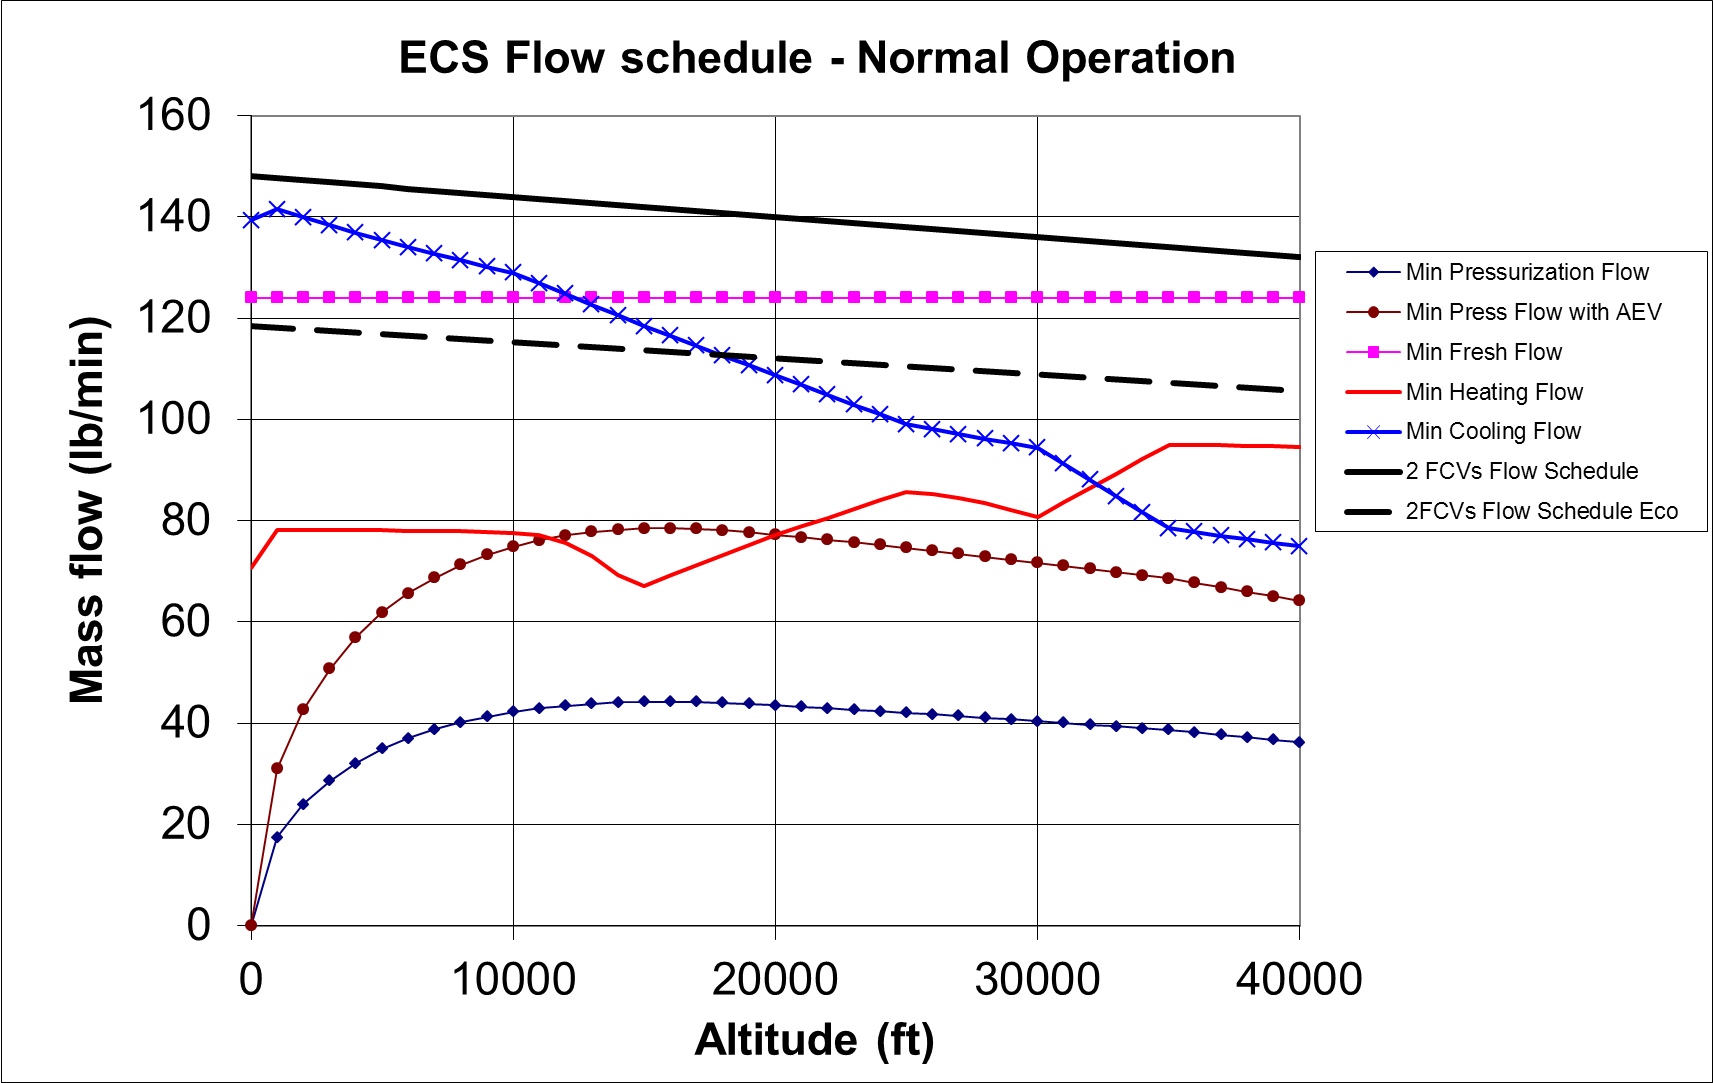 ECS Flow schedule - Normal Operation
160
140
120
100
80
60
40
20
0
Mass flow (lb/min)
0 10000 20000 30000 40000
Altitude (ft)
Min Pressurization Flow
Min Press Flow with AEV
Min Fresh Flow
Min Heating Flow
Min Cooling Flow
2 FCVs Flow Schedule
2FCVs Flow Schedule Eco